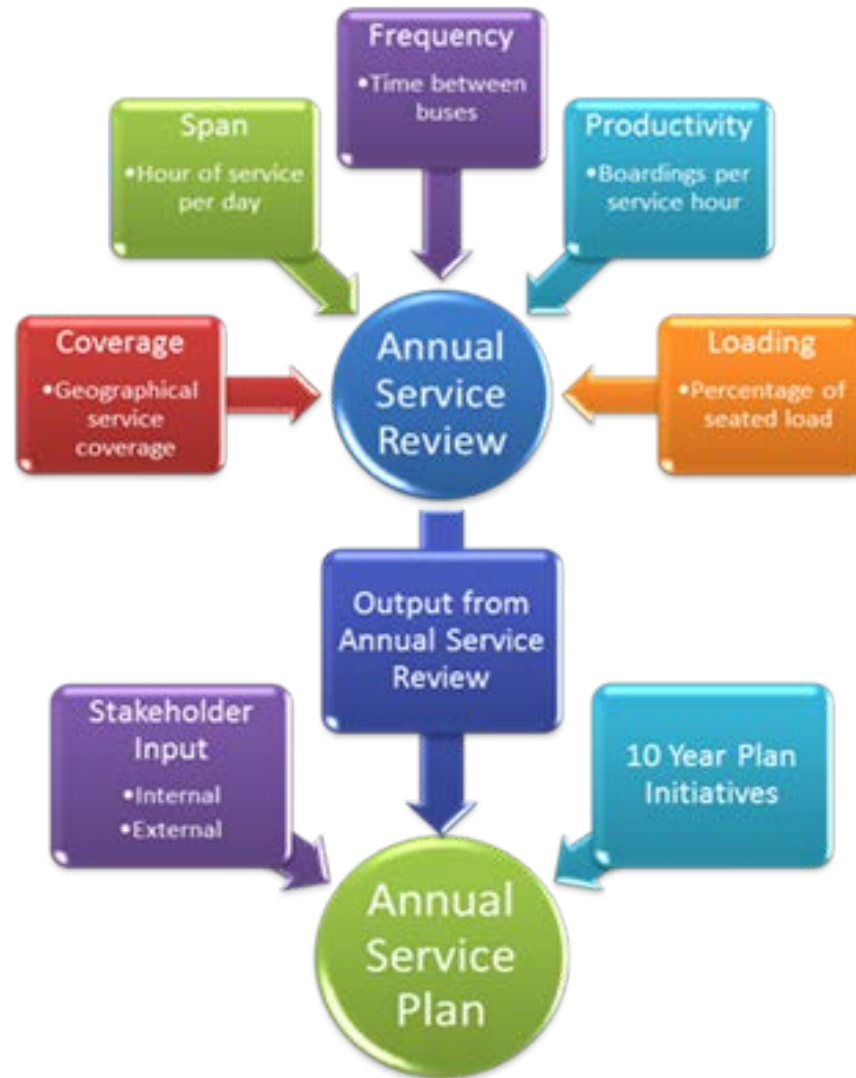 Frequency
•Time between
buses
Span
•Hour of service
per day
Productivity
•Boardings per
service hour
Coverage
•Geographical
service
coverage
Annual
Service
Review
Loading
•Percentage of
seated load
Output from
Annual Service
Review
Stakeholder
Input
•Internal
•External
10 Year Plan
Initiatives
Annual
Service
Plan